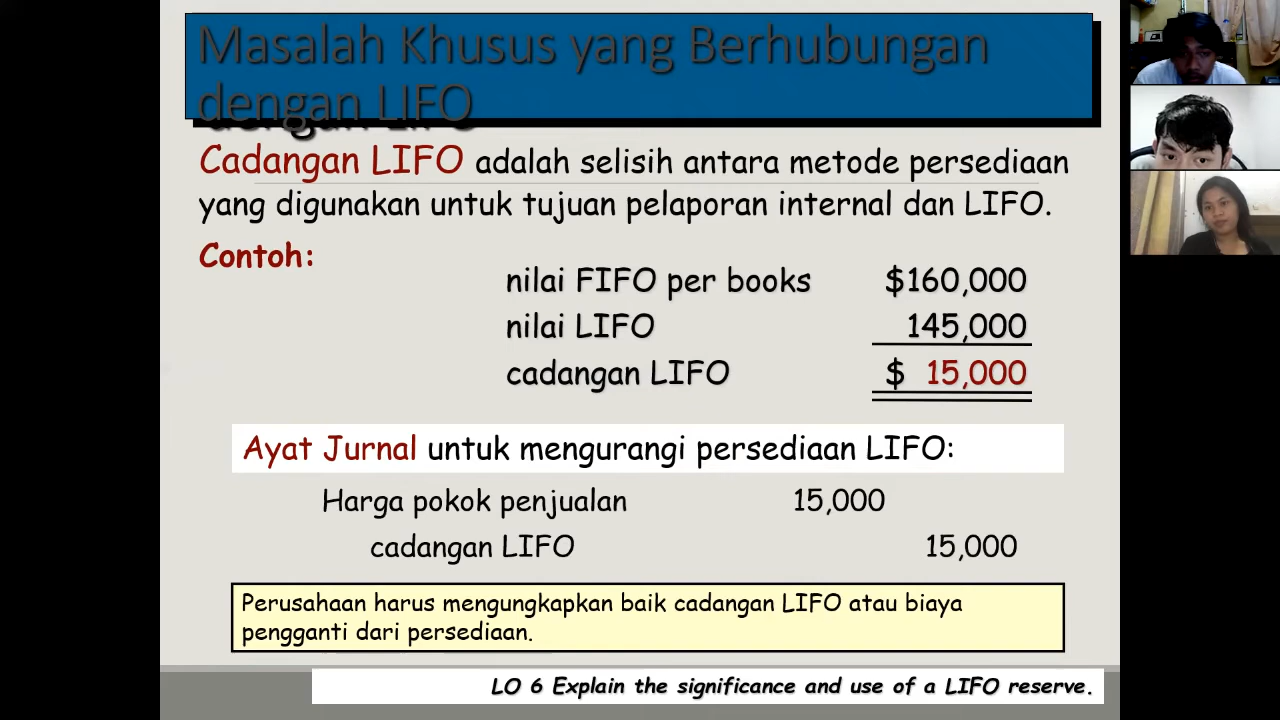 Masalah Khusus yang Berhubungan
dengan LIFO
Cadangan LIFO adalah selisih antara metode persediaan
yang digunakan untuk tujuan pelaporan internal dan LIFO.
Contoh:
nilai FIFO per books $160,000
nilai LIFO 145,000
cadangan LIFO $ 15,000
Ayat Jurnal untuk mengurangi persediaan LIFO:
Harga pokok penjualan 15,000
cadangan LIFO 15,000
Perusahaan harus mengungkapkan baik cadangan LIFO atau biaya
pengganti dari persediaan.
LO 6 Explain the significance and use of a LIFO reserve.